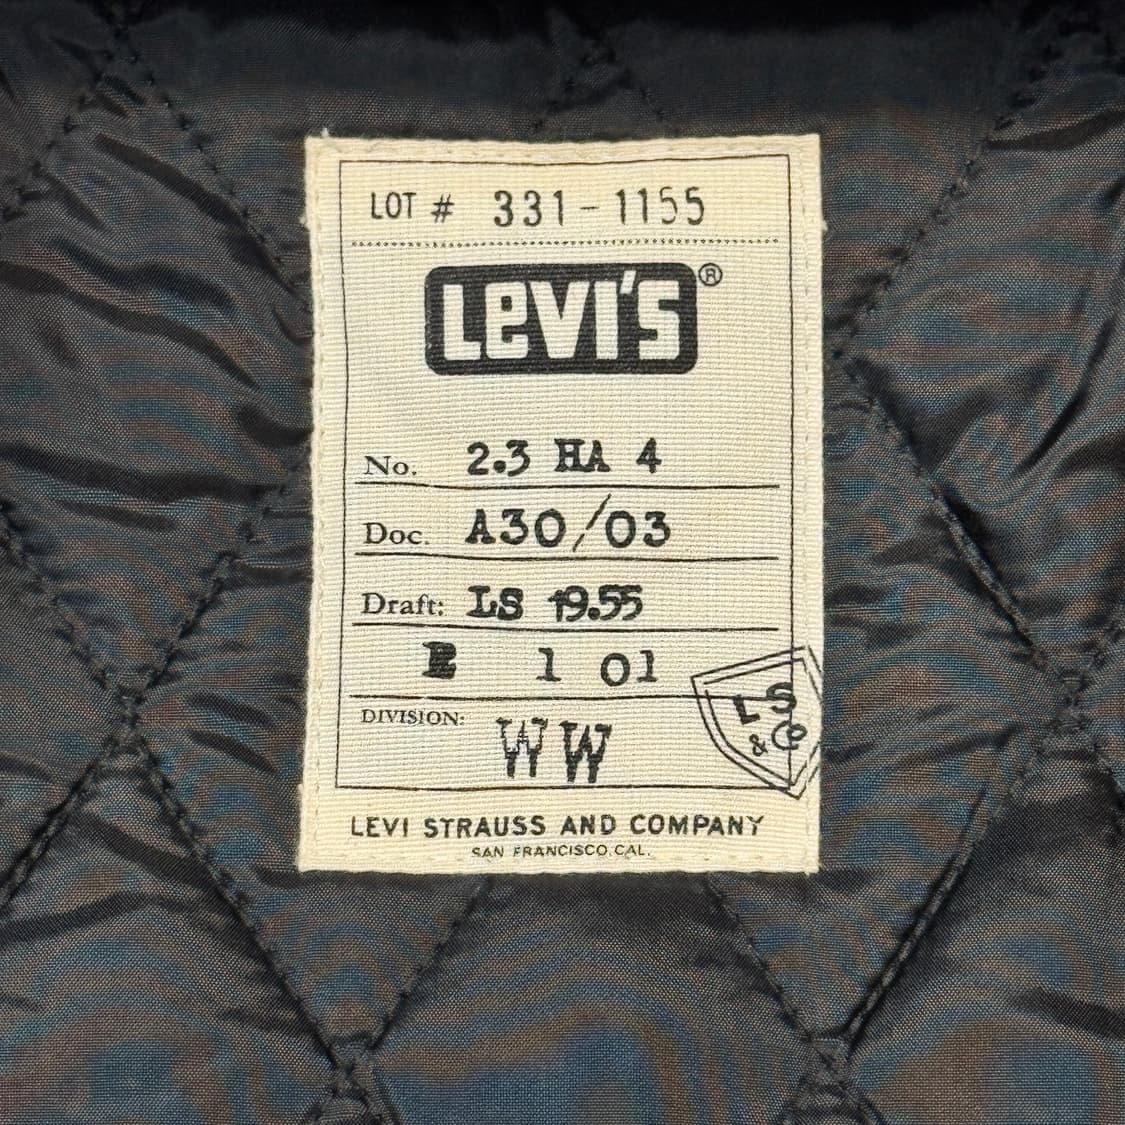 LOT # 331-1155
LEVI'S®
No. 2.3 HA 4
Doc. A30/03
Draft: LS 19.55
E 1 01
DIVISION: WW
L S
& Co
LEVI STRAUSS AND COMPANY
SAN FRANCISCO, CAL.